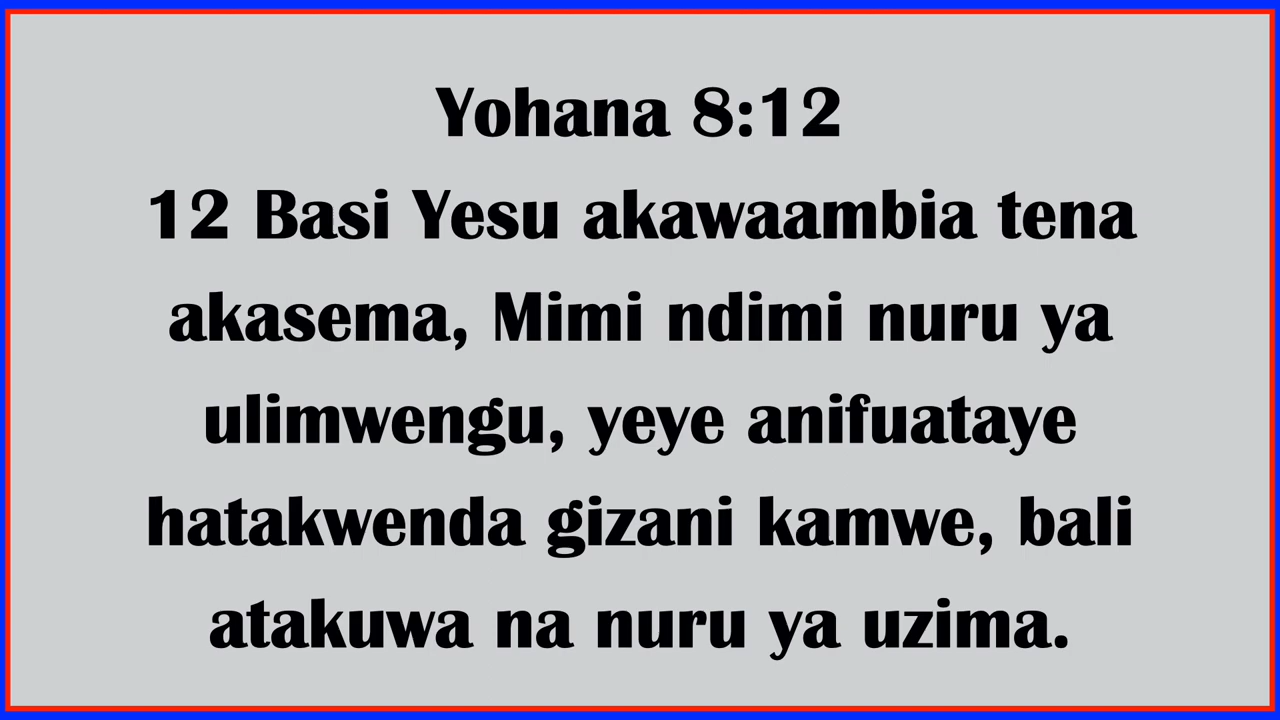 Yohana 8:12
12 Basi Yesu akawaambia tena
akasema, Mimi ndimi nuru ya
ulimwengu, yeye anifuataye
hatakwenda gizani kamwe, bali
atakuwa na nuru ya uzima.